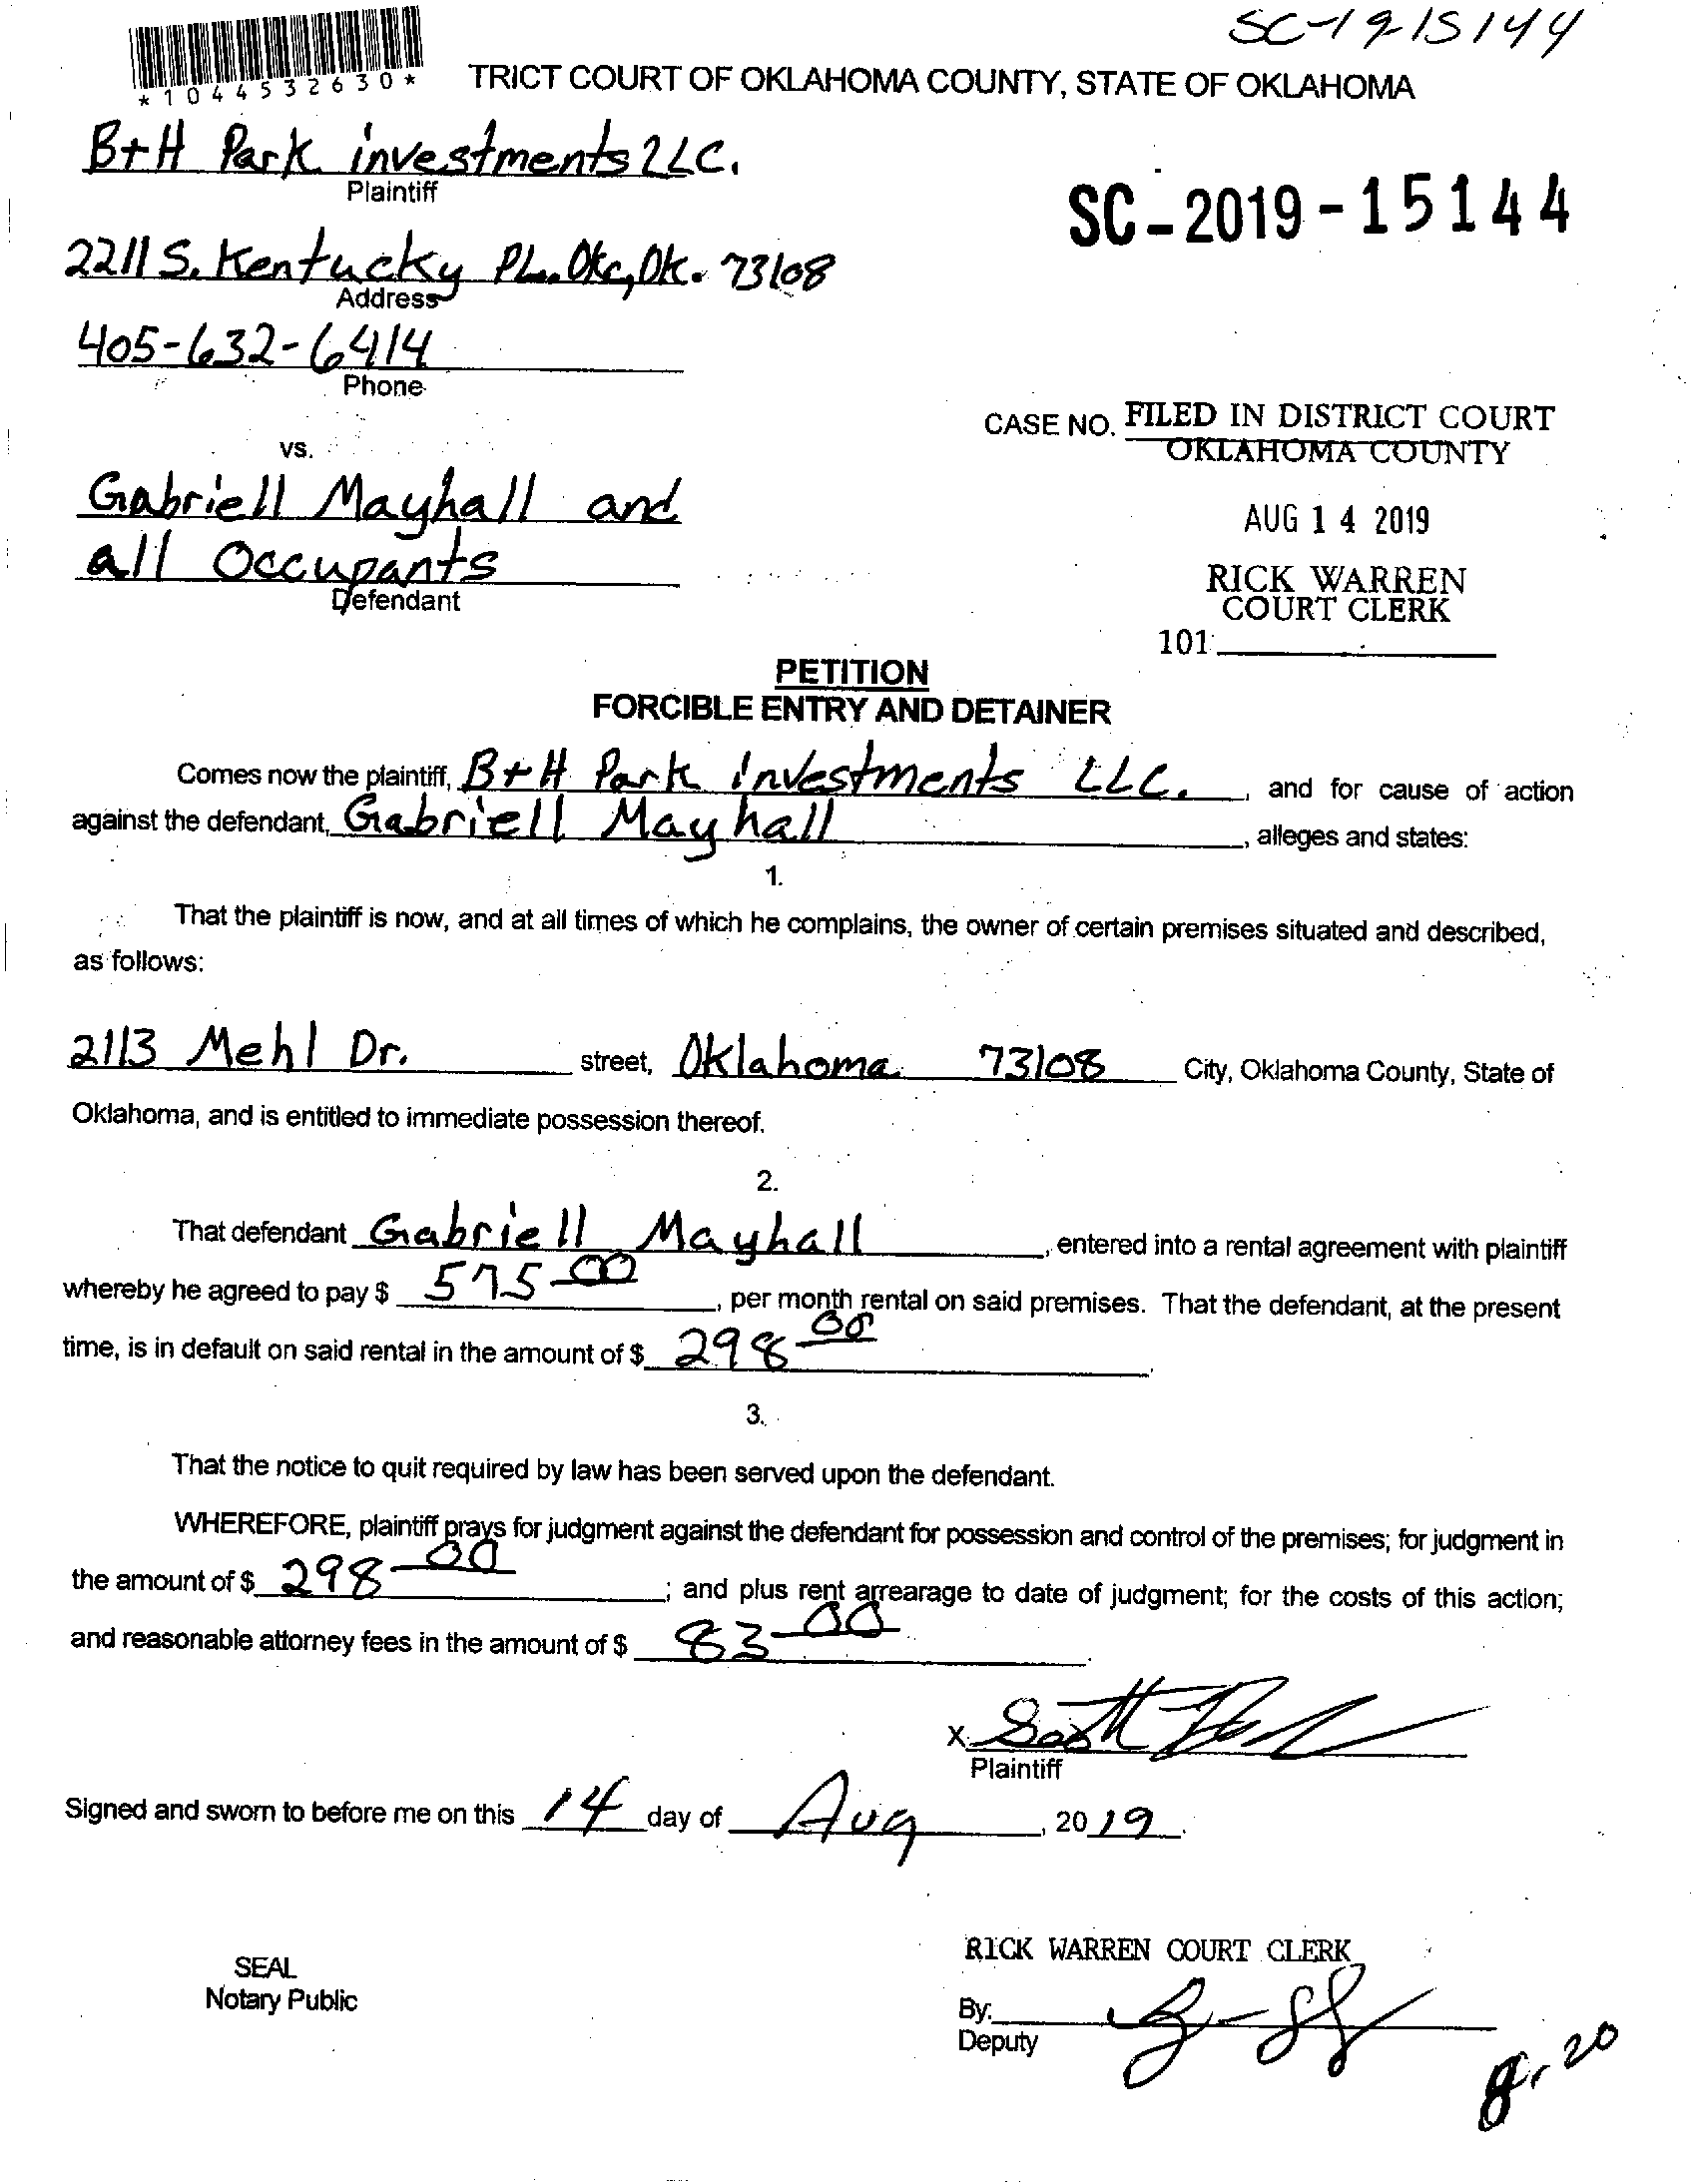 SC-19-15144
*1044532630*
TRICT COURT OF OKLAHOMA COUNTY, STATE OF OKLAHOMA
B+H Park investments LLC.
Plaintiff
SC-2019-15144
2211 S. Kentucky PL. Okc, Ok. 73108
Address
405-632-6414
Phone
CASE NO. FILED IN DISTRICT COURT
OKLAHOMA COUNTY
vs.
Gabriell Mayhall and
all Occupants
Defendant
AUG 14 2019
RICK WARREN
COURT CLERK
101
PETITION
FORCIBLE ENTRY AND DETAINER
Comes now the plaintiff, B+H Park investments LLC., and for cause of action
against the defendant, Gabriell Mayhall, alleges and states:
1.
That the plaintiff is now, and at all times of which he complains, the owner of certain premises situated and described,
as follows:
2113 Mehl Dr. street, Oklahoma 73108 City, Oklahoma County, State of
Oklahoma, and is entitled to immediate possession thereof.
2.
That defendant Gabriell Mayhall, entered into a rental agreement with plaintiff
whereby he agreed to pay $ 575.00, per month rental on said premises. That the defendant, at the present
time, is in default on said rental in the amount of $ 298 00.
3.
That the notice to quit required by law has been served upon the defendant.
WHEREFORE, plaintiff prays for judgment against the defendant for possession and control of the premises; for judgment in
the amount of $ 298 00; and plus rent arrearage to date of judgment; for the costs of this action;
and reasonable attorney fees in the amount of $ 83 00.
X Scott
Plaintiff
Signed and sworn to before me on this 14 day of Aug, 2019.
SEAL
Notary Public
RICK WARREN COURT CLERK
By:
Deputy
8-20